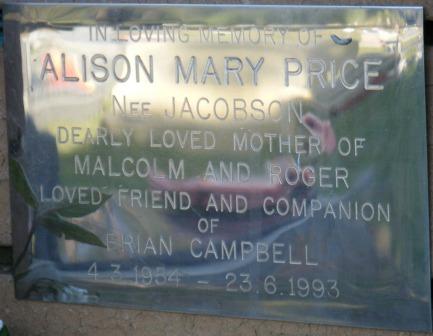 IN LOVING MEMORY OF
ALISON MARY PRICE
NEE JACOBSON
DEARLY LOVED MOTHER OF
MALCOLM AND ROGER
LOVED FRIEND AND COMPANION
OF
BRIAN CAMPBELL
4.3.1934 - 23.6.1993